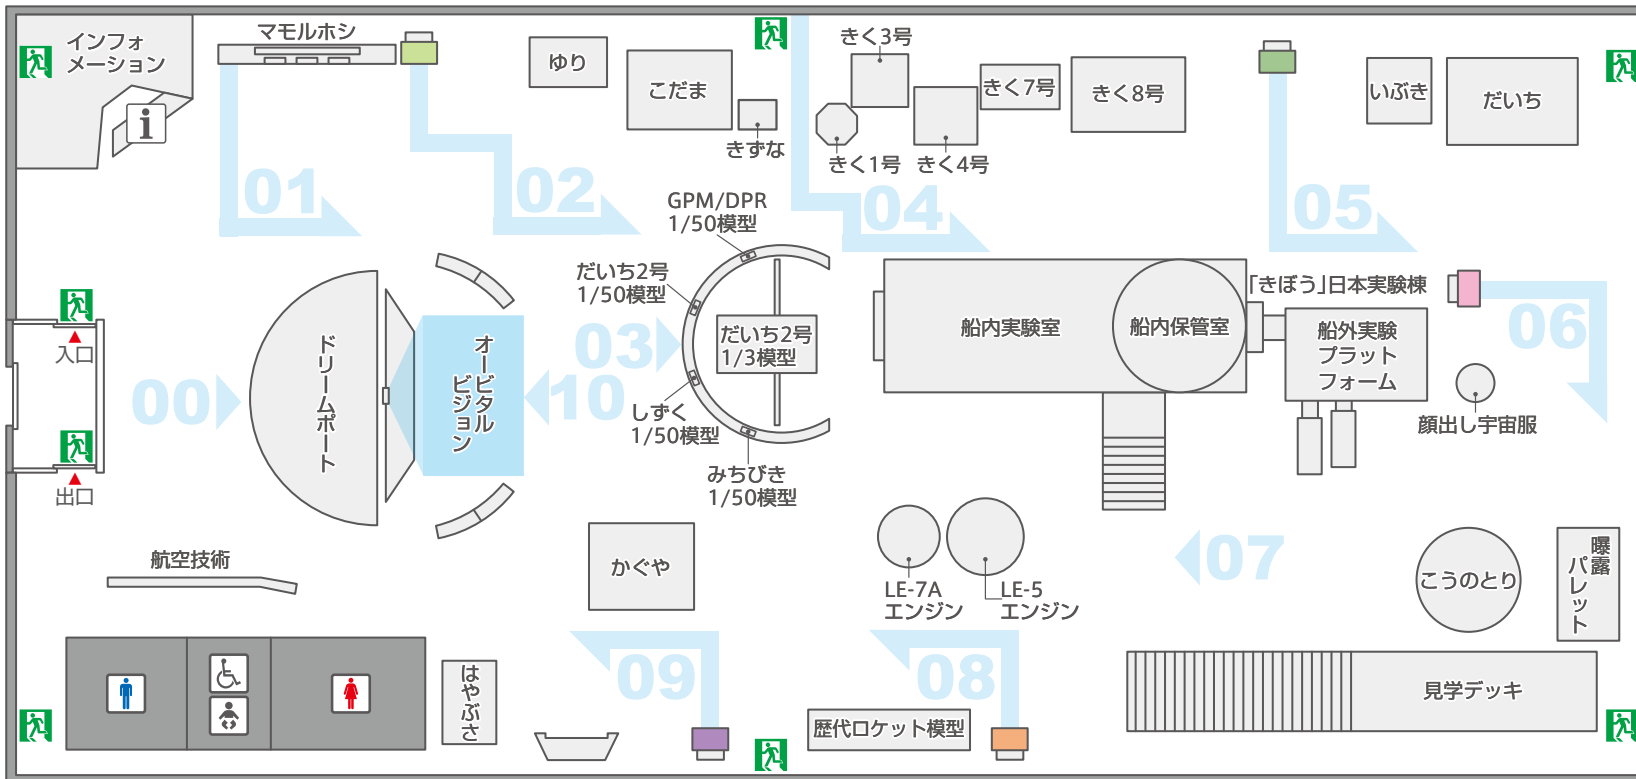 インフォ
メーション
i
マモルホシ
ゆり
こだま
きずな
きく3号
きく1号
きく4号
きく7号
きく8号
いぶき
だいち
01
02
04
05
GPM/DPR
1/50模型
だいち2号
1/50模型
03
だいち2号
1/3模型
しずく
1/50模型
みちびき
1/50模型
船内実験室
船内保管室
「きぼう」日本実験棟
船外実験
プラット
フォーム
06
顔出し宇宙服
入口
出口
00
ドリームポート
オービタル
ビジョン
10
航空技術
かぐや
LE-7A
エンジン
LE-5
エンジン
07
こうのとり
曝露
パレット
はやぶさ
09
08
歴代ロケット模型
見学デッキ